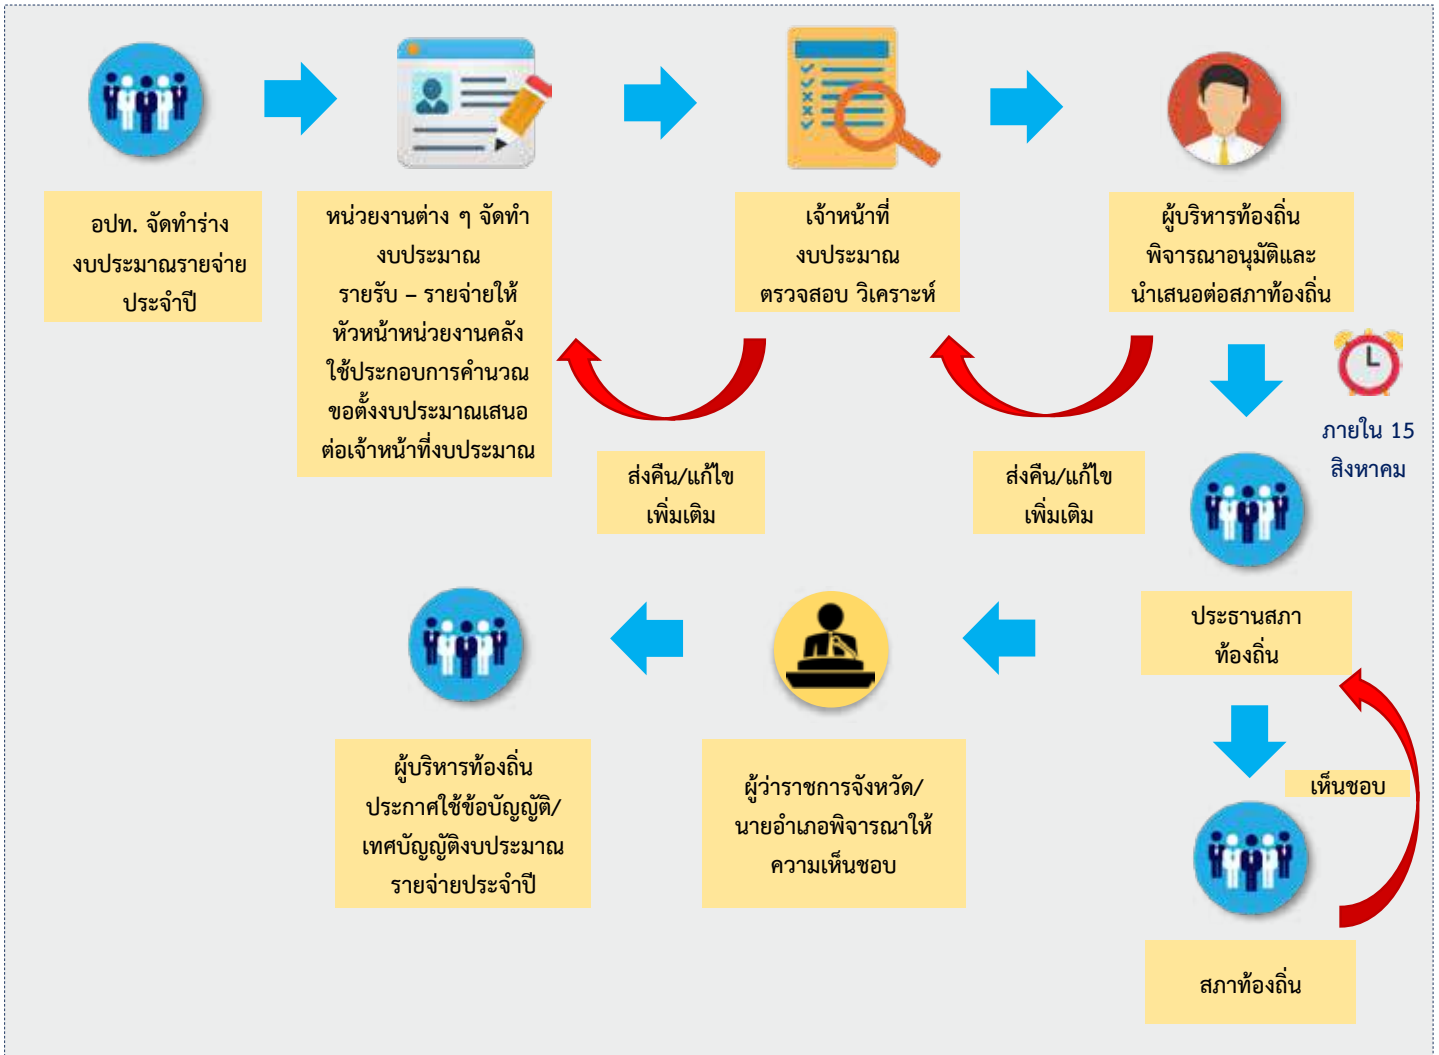 อปท. จัดทำร่าง
งบประมาณรายจ่าย
ประจำปี
หน่วยงานต่าง ๆ จัดทำ
งบประมาณ
รายรับ – รายจ่ายให้
หัวหน้าหน่วยงานคลัง
ใช้ประกอบการคำนวณ
ขอตั้งงบประมาณเสนอ
ต่อเจ้าหน้าที่งบประมาณ
เจ้าหน้าที่
งบประมาณ
ตรวจสอบ วิเคราะห์
ผู้บริหารท้องถิ่น
พิจารณาอนุมัติและ
นำเสนอต่อสภาท้องถิ่น
ส่งคืน/แก้ไข
เพิ่มเติม
ส่งคืน/แก้ไข
เพิ่มเติม
ภายใน 15
สิงหาคม
ประธานสภา
ท้องถิ่น
เห็นชอบ
สภาท้องถิ่น
ผู้ว่าราชการจังหวัด/
นายอำเภอพิจารณาให้
ความเห็นชอบ
ผู้บริหารท้องถิ่น
ประกาศใช้ข้อบัญญัติ/
เทศบัญญัติงบประมาณ
รายจ่ายประจำปี